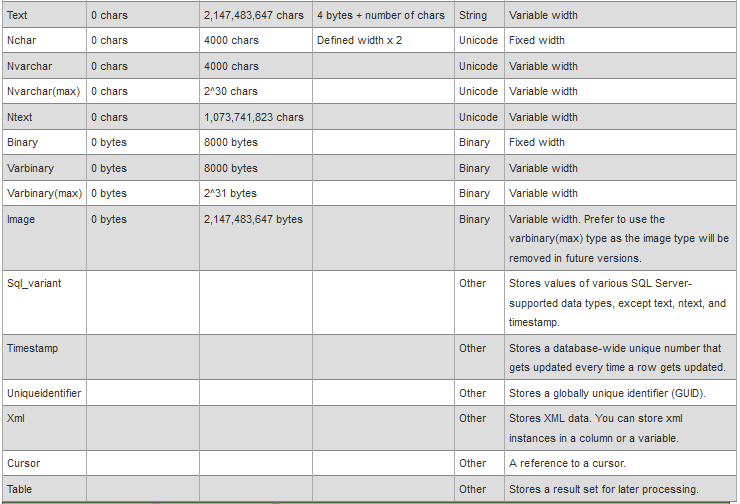 Text 0 chars 2,147,483,647 chars 4 bytes + number of chars String Variable width
Nchar 0 chars 4000 chars Defined width x 2 Unicode Fixed width
Nvarchar 0 chars 4000 chars Unicode Variable width
Nvarchar(max) 0 chars 2^30 chars Unicode Variable width
Ntext 0 chars 1,073,741,823 chars Unicode Variable width
Binary 0 bytes 8000 bytes Binary Fixed width
Varbinary 0 bytes 8000 bytes Binary Variable width
Varbinary(max) 0 bytes 2^31 bytes Binary Variable width
Image 0 bytes 2,147,483,647 bytes Binary Variable width. Prefer to use the
varbinary(max) type as the image type will be
removed in future versions.
Sql_variant Other Stores values of various SQL Server-
supported data types, except text, ntext, and
timestamp.
Timestamp Other Stores a database-wide unique number that
gets updated every time a row gets updated.
Uniqueidentifier Other Stores a globally unique identifier (GUID).
Xml Other Stores XML data. You can store xml
instances in a column or a variable.
Cursor Other A reference to a cursor.
Table Other Stores a result set for later processing.